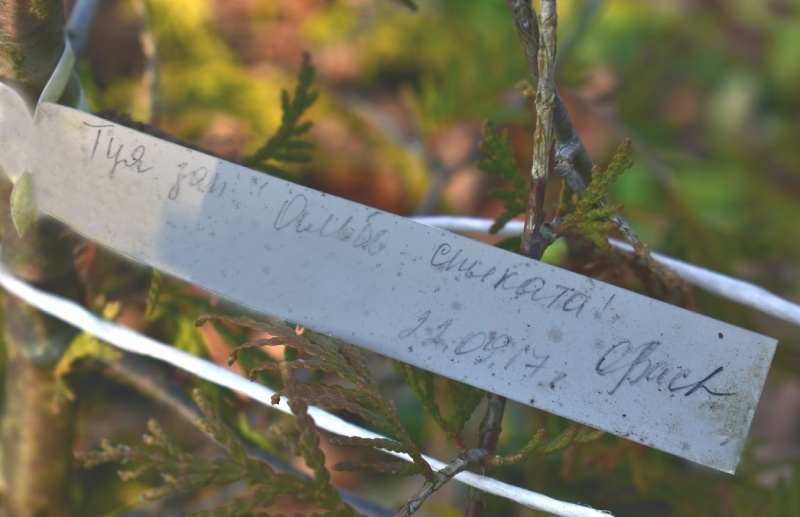 Туя зап. "Альбо-спиката!
22.09.17г.